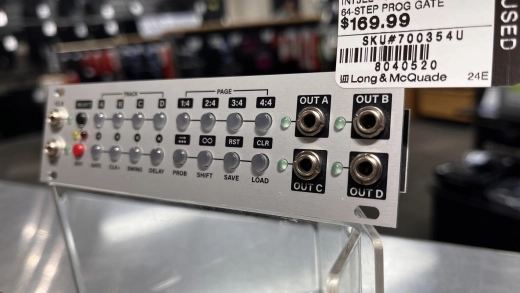 INTJEL
64-STEP PROG GATE
$169.99
SKU#700354U
8040520
Long & McQuade
24E
USED
TRACK
PAGE
A B C D
1:4 2:4 3:4 4:4
OUT A OUT B
RST CLR
GATE CLK÷ SWING DELAY PROB SHIFT SAVE LOAD
OUT C OUT D